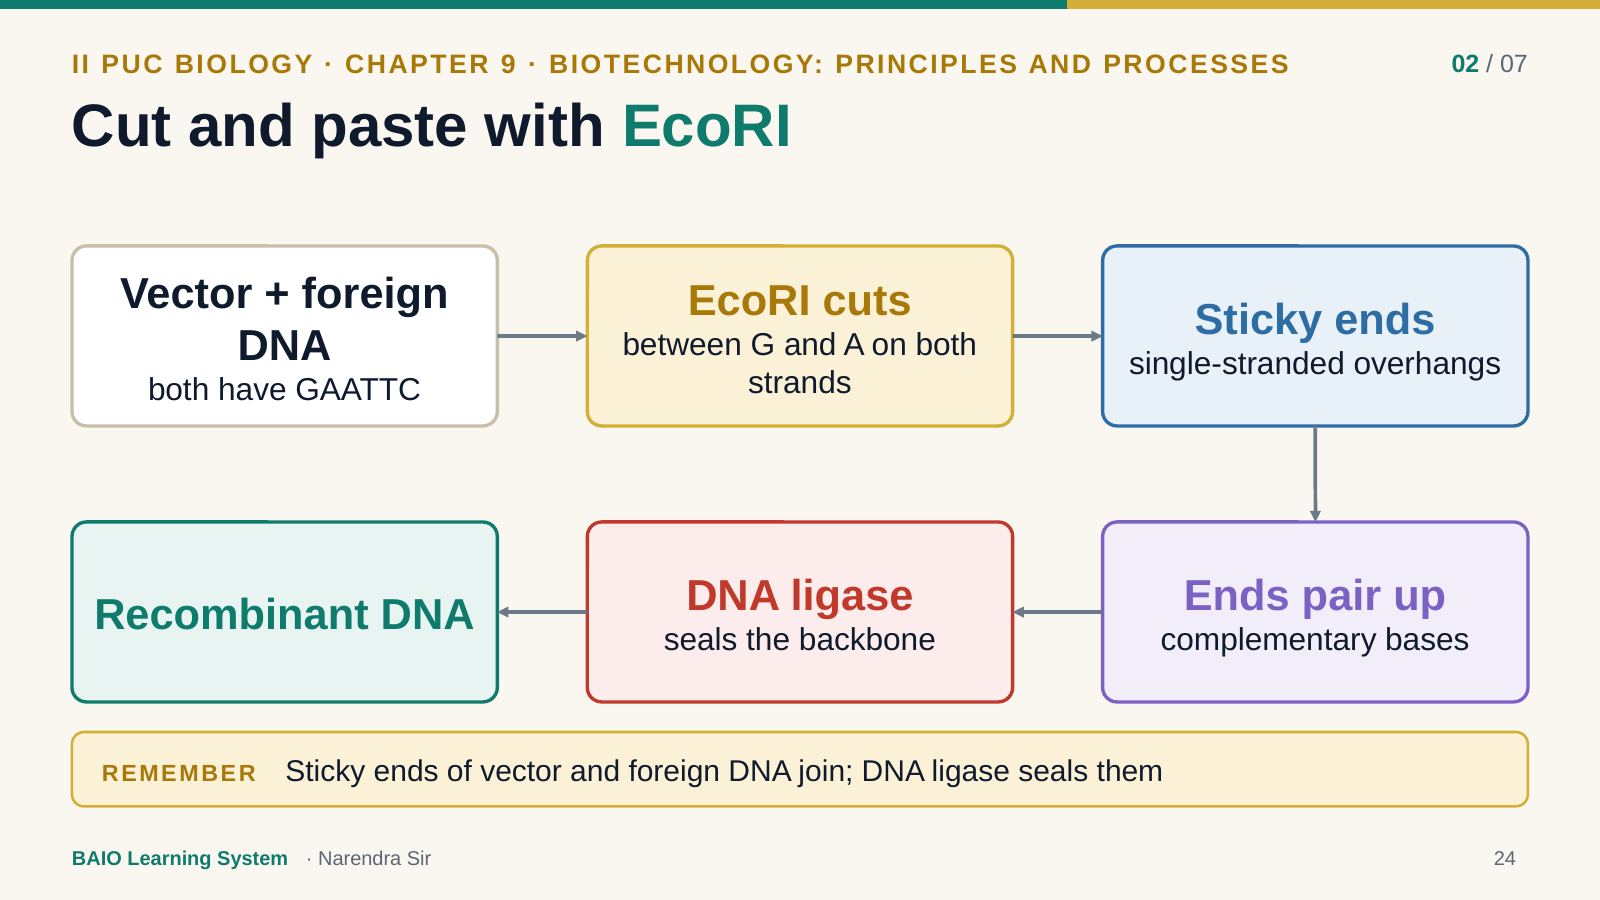 II PUC BIOLOGY · CHAPTER 9 · BIOTECHNOLOGY: PRINCIPLES AND PROCESSES
02 / 07
Cut and paste with EcoRI
Vector + foreign
DNA
both have GAATTC
EcoRI cuts
between G and A on both
strands
Sticky ends
single-stranded overhangs
Recombinant DNA
DNA ligase
seals the backbone
Ends pair up
complementary bases
REMEMBER Sticky ends of vector and foreign DNA join; DNA ligase seals them
BAIO Learning System · Narendra Sir
24